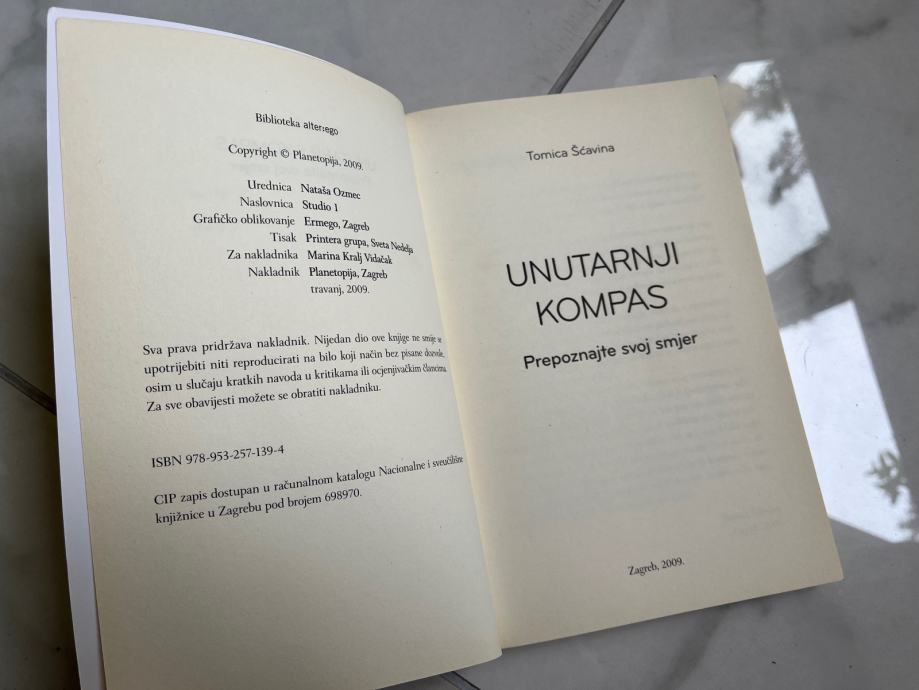 Biblioteka alter:ego
Copyright © Planetopija, 2009.
Urednica Nataša Ozmec
Naslovnica Studio 1
Grafičko oblikovanje Ermego, Zagreb
Tisak Printera grupa, Sveta Nedelja
Za nakladnika Marina Kralj Vidačak
Nakladnik Planetopija, Zagreb
travanj, 2009.
Sva prava pridržava nakladnik. Nijedan dio ove knjige ne smije se
upotrijebiti niti reproducirati na bilo koji način bez pisane dozvole,
osim u slučaju kratkih navoda u kritikama ili ocjenjivačkim člancima.
Za sve obavijesti možete se obratiti nakladniku.
ISBN 978-953-257-139-4
CIP zapis dostupan u računalnom katalogu Nacionalne i sveučilišne
knjižnice u Zagrebu pod brojem 698970.
Tomica Šćavina
UNUTARNJI
KOMPAS
Prepoznajte svoj smjer
Zagreb, 2009.